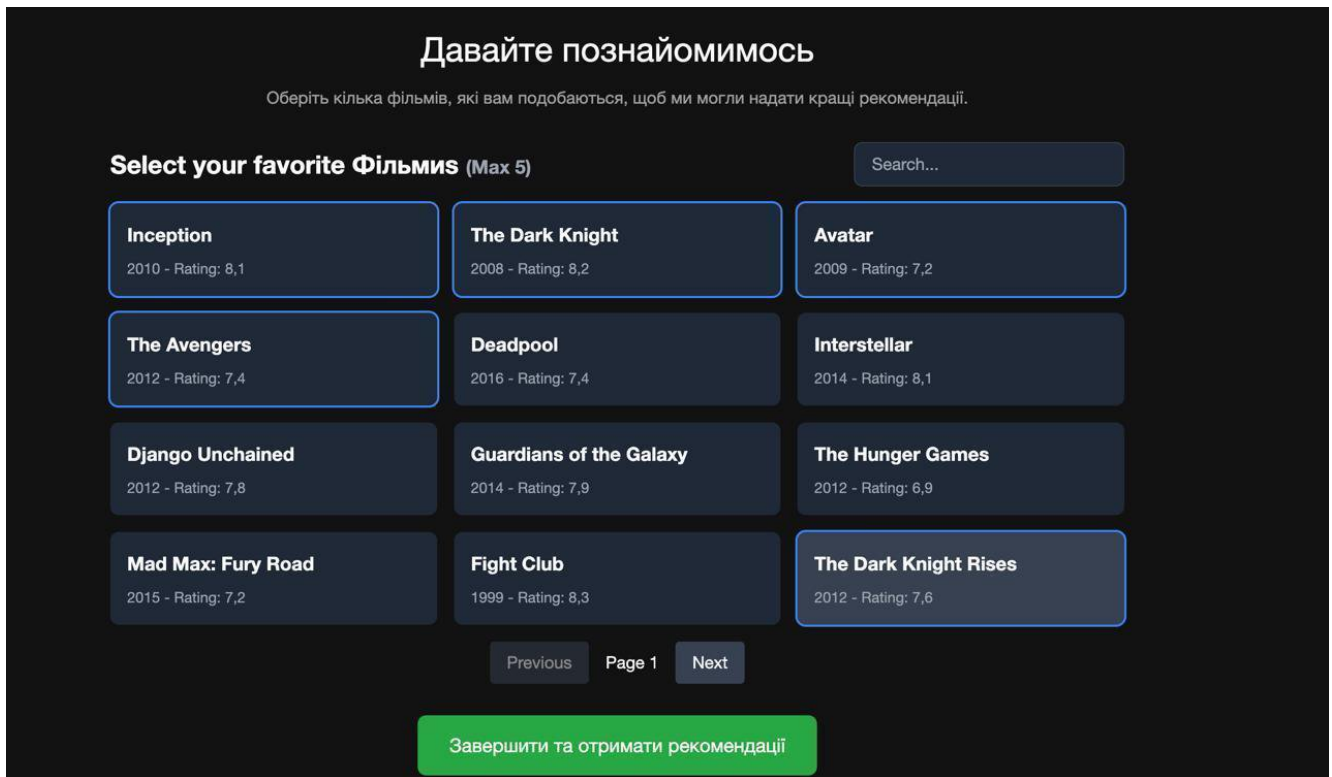 Давайте познайомимось
Оберіть кілька фільмів, які вам подобаються, щоб ми могли надати кращі рекомендації.
Select your favorite Фільмиs (Max 5)
Search...
Inception
2010 - Rating: 8,1
The Dark Knight
2008 - Rating: 8,2
Avatar
2009 - Rating: 7,2
The Avengers
2012 - Rating: 7,4
Deadpool
2016 - Rating: 7,4
Interstellar
2014 - Rating: 8,1
Django Unchained
2012 - Rating: 7,8
Guardians of the Galaxy
2014 - Rating: 7,9
The Hunger Games
2012 - Rating: 6,9
Mad Max: Fury Road
2015 - Rating: 7,2
Fight Club
1999 - Rating: 8,3
The Dark Knight Rises
2012 - Rating: 7,6
Previous
Page 1
Next
Завершити та отримати рекомендації